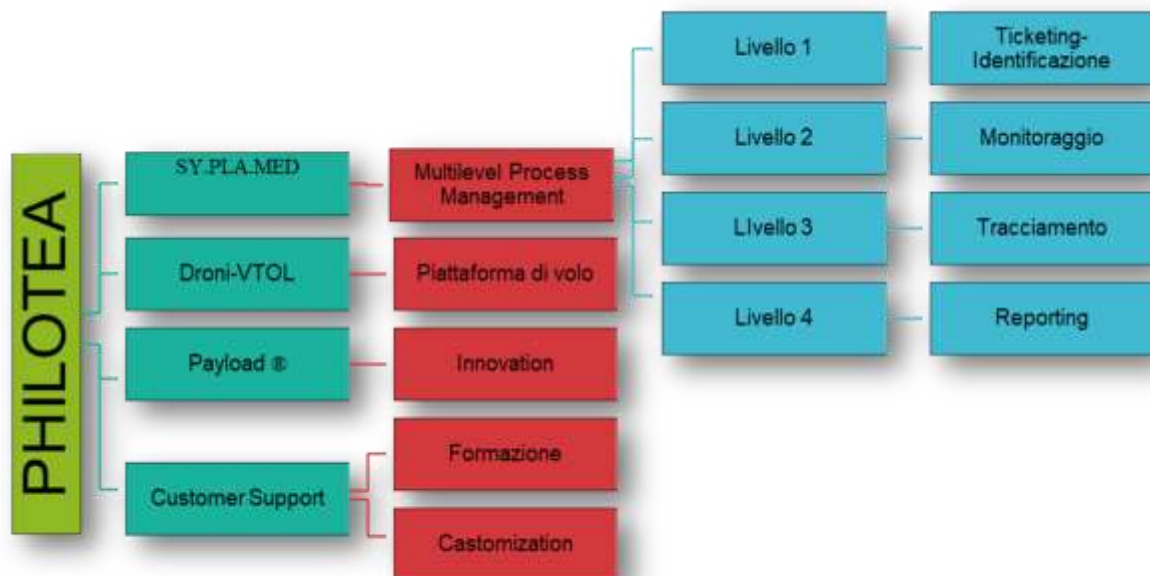 PHILOTEA
SY.PLA.MED
Droni-VTOL
Payload ®
Customer Support
Multilevel Process
Management
Piattaforma di volo
Innovation
Formazione
Castomization
Livello 1
Livello 2
LIvello 3
Livello 4
Ticketing-
Identificazione
Monitoraggio
Tracciamento
Reporting